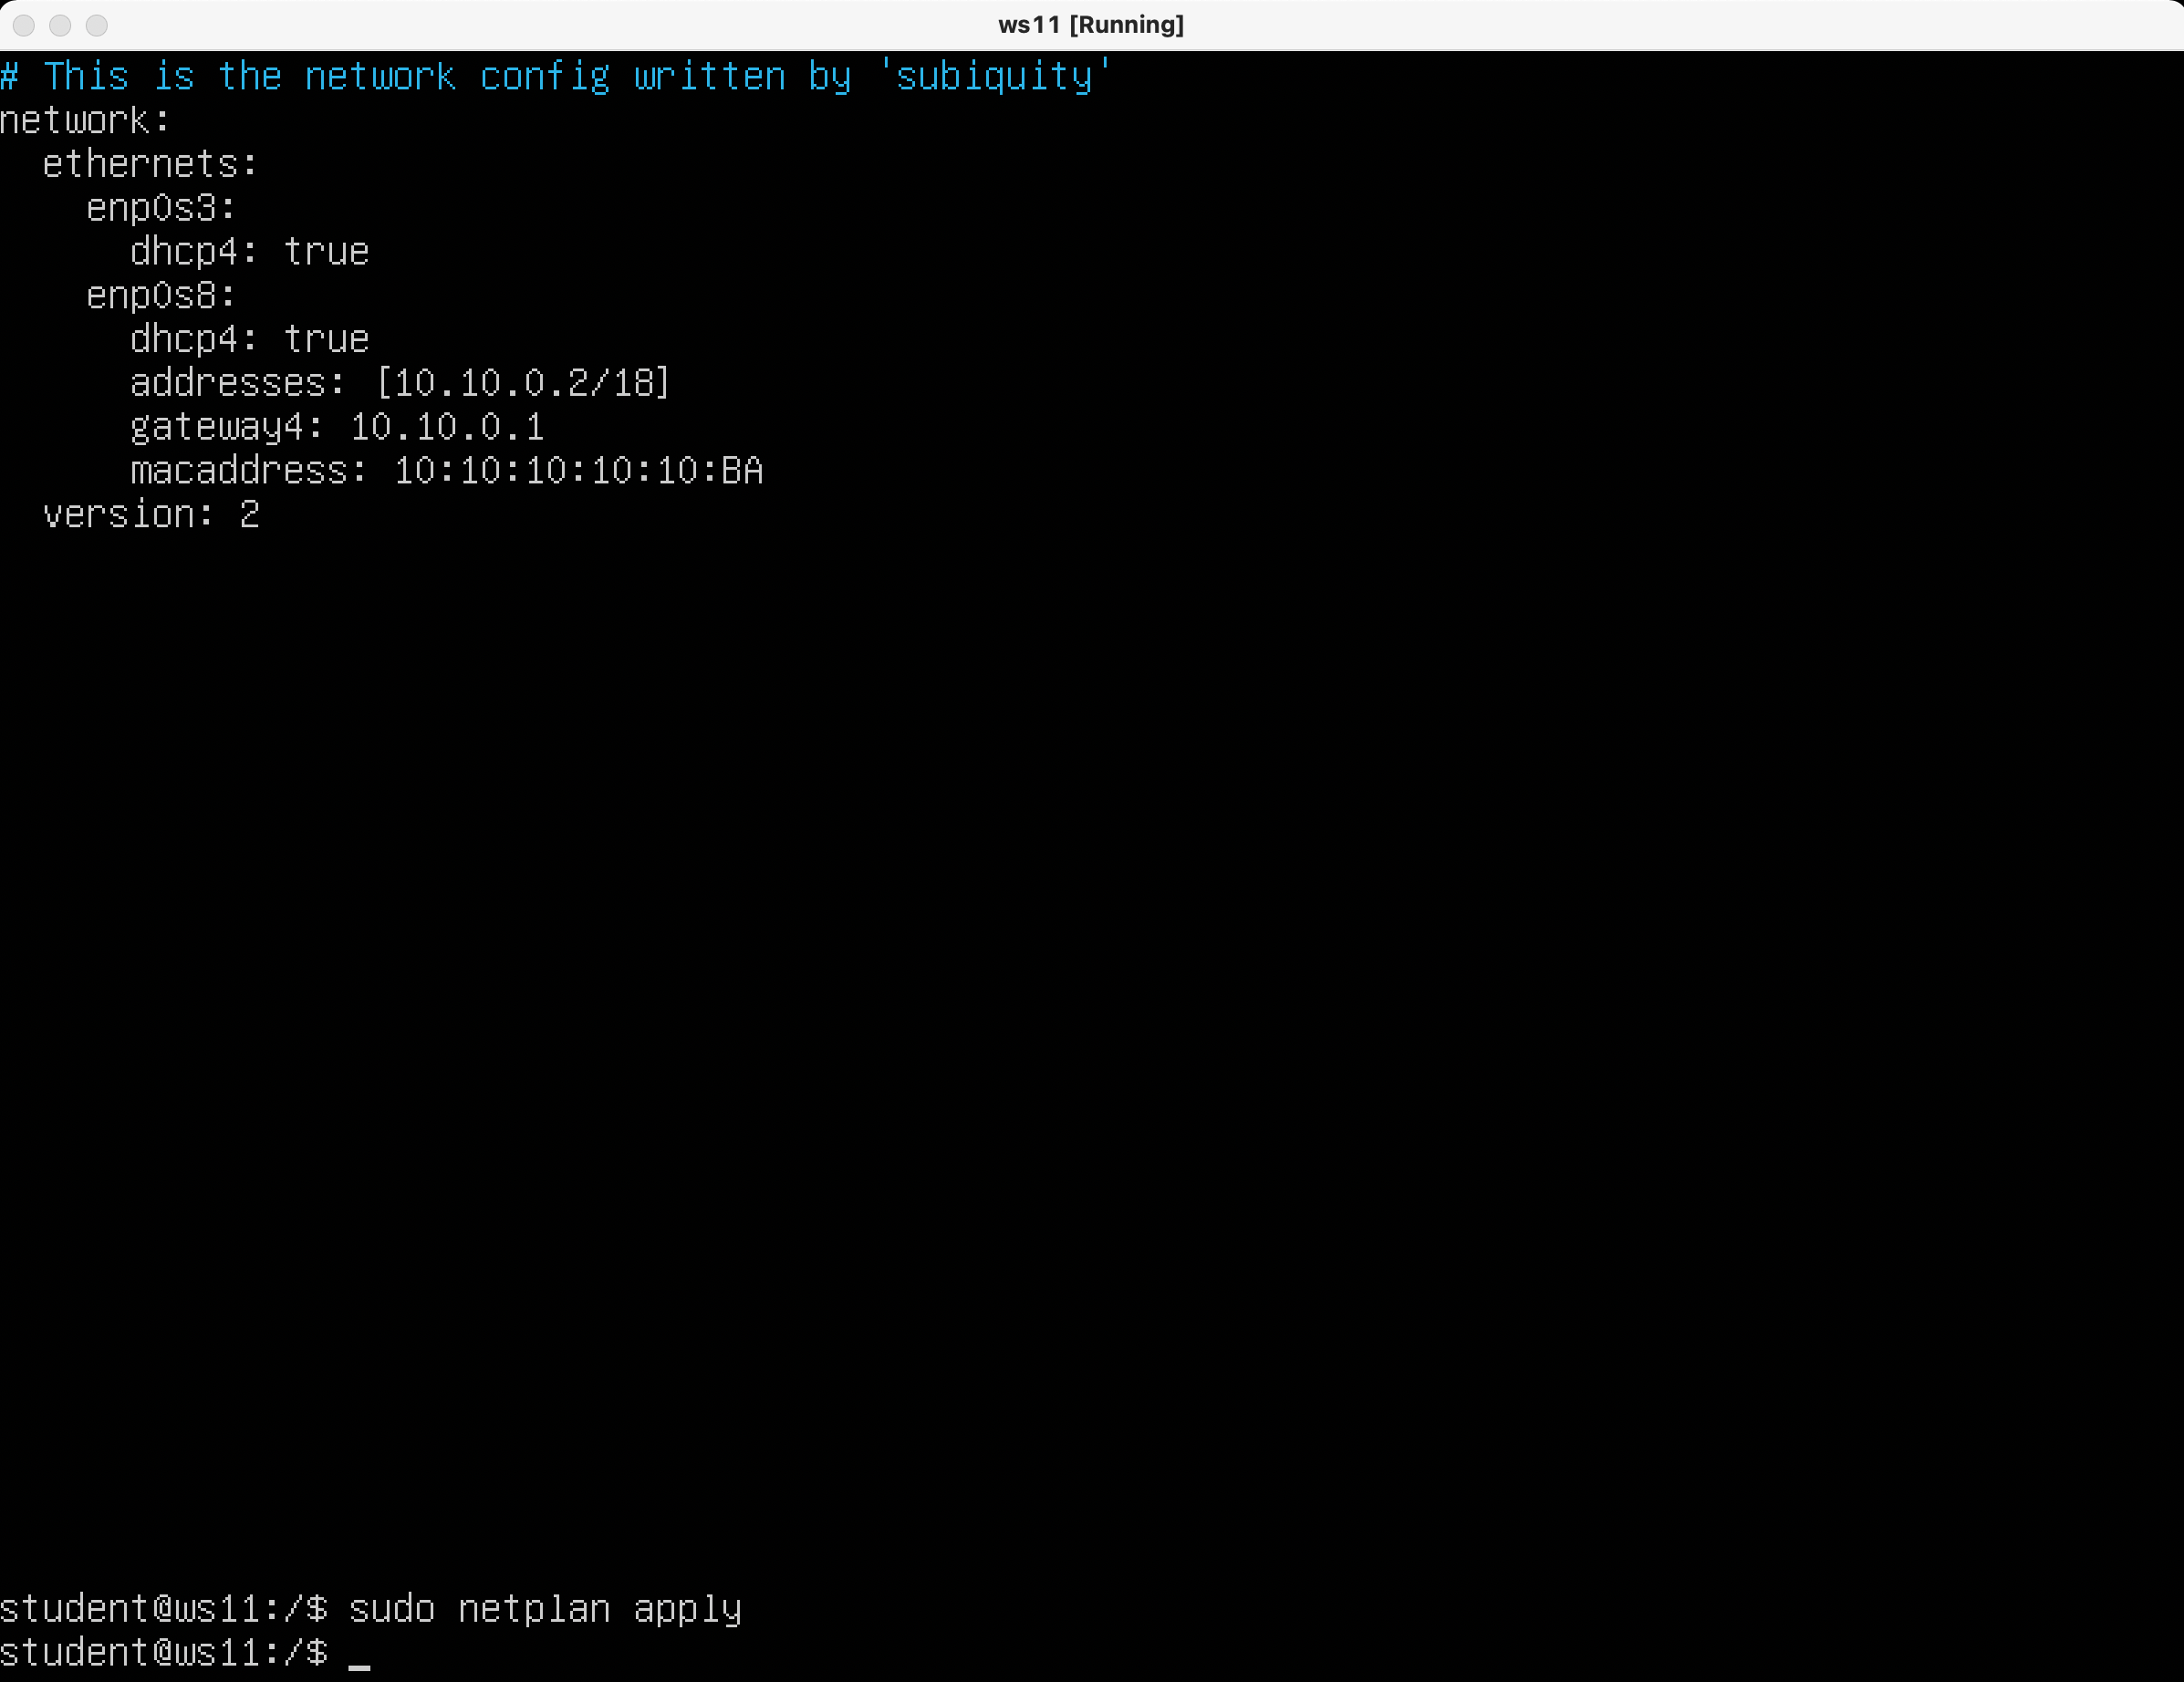 ws11 [Running]
# This is the network config written by 'subiquity'
network:
  ethernets:
    enp0s3:
      dhcp4: true
    enp0s8:
      dhcp4: true
      addresses: [10.10.0.2/18]
      gateway4: 10.10.0.1
      macaddress: 10:10:10:10:10:BA
  version: 2
student@ws11:/$ sudo netplan apply
student@ws11:/$ _